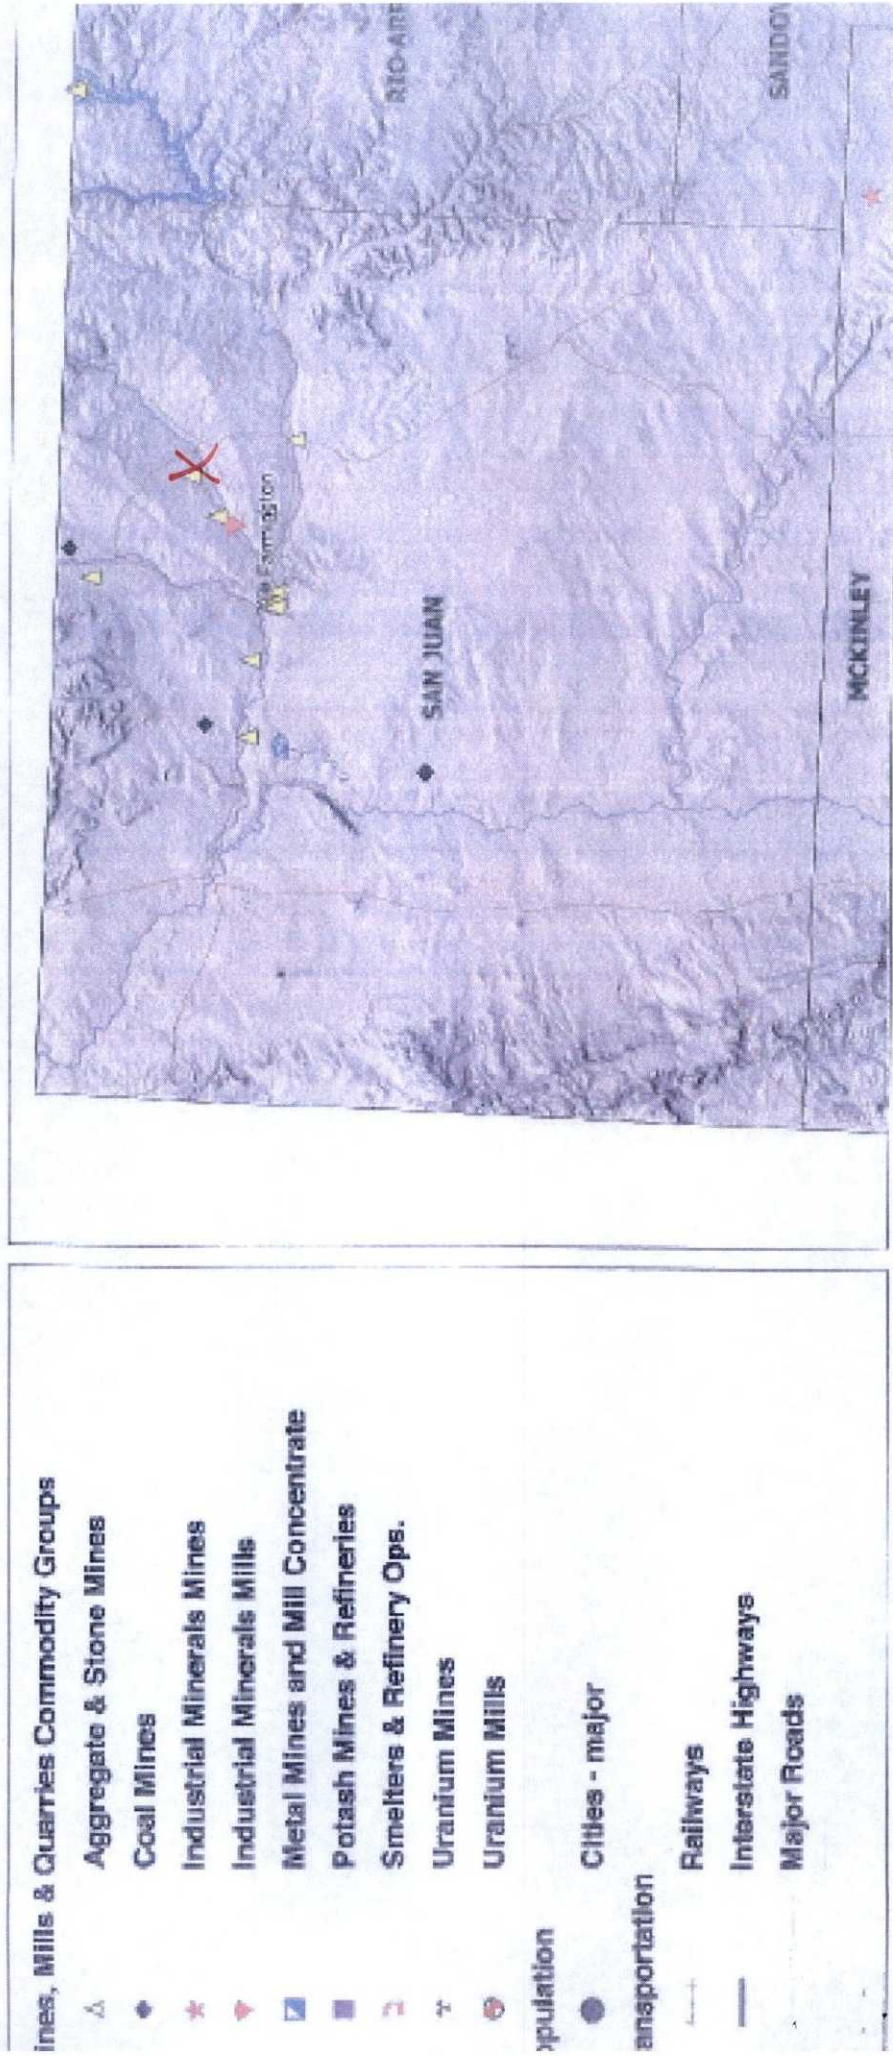 ines, Mills & Quarries Commodity Groups
Aggregate & Stone Mines
Coal Mines
Industrial Minerals Mines
Industrial Minerals Mills
Metal Mines and Mill Concentrate
Potash Mines & Refineries
Smelters & Refinery Ops.
Uranium Mines
Uranium Mills
opulation
Cities - major
ansportation
Railways
Interstate Highways
Major Roads
Farmington
SAN JUAN
RIO ARR
SANDOV
MCKINLEY